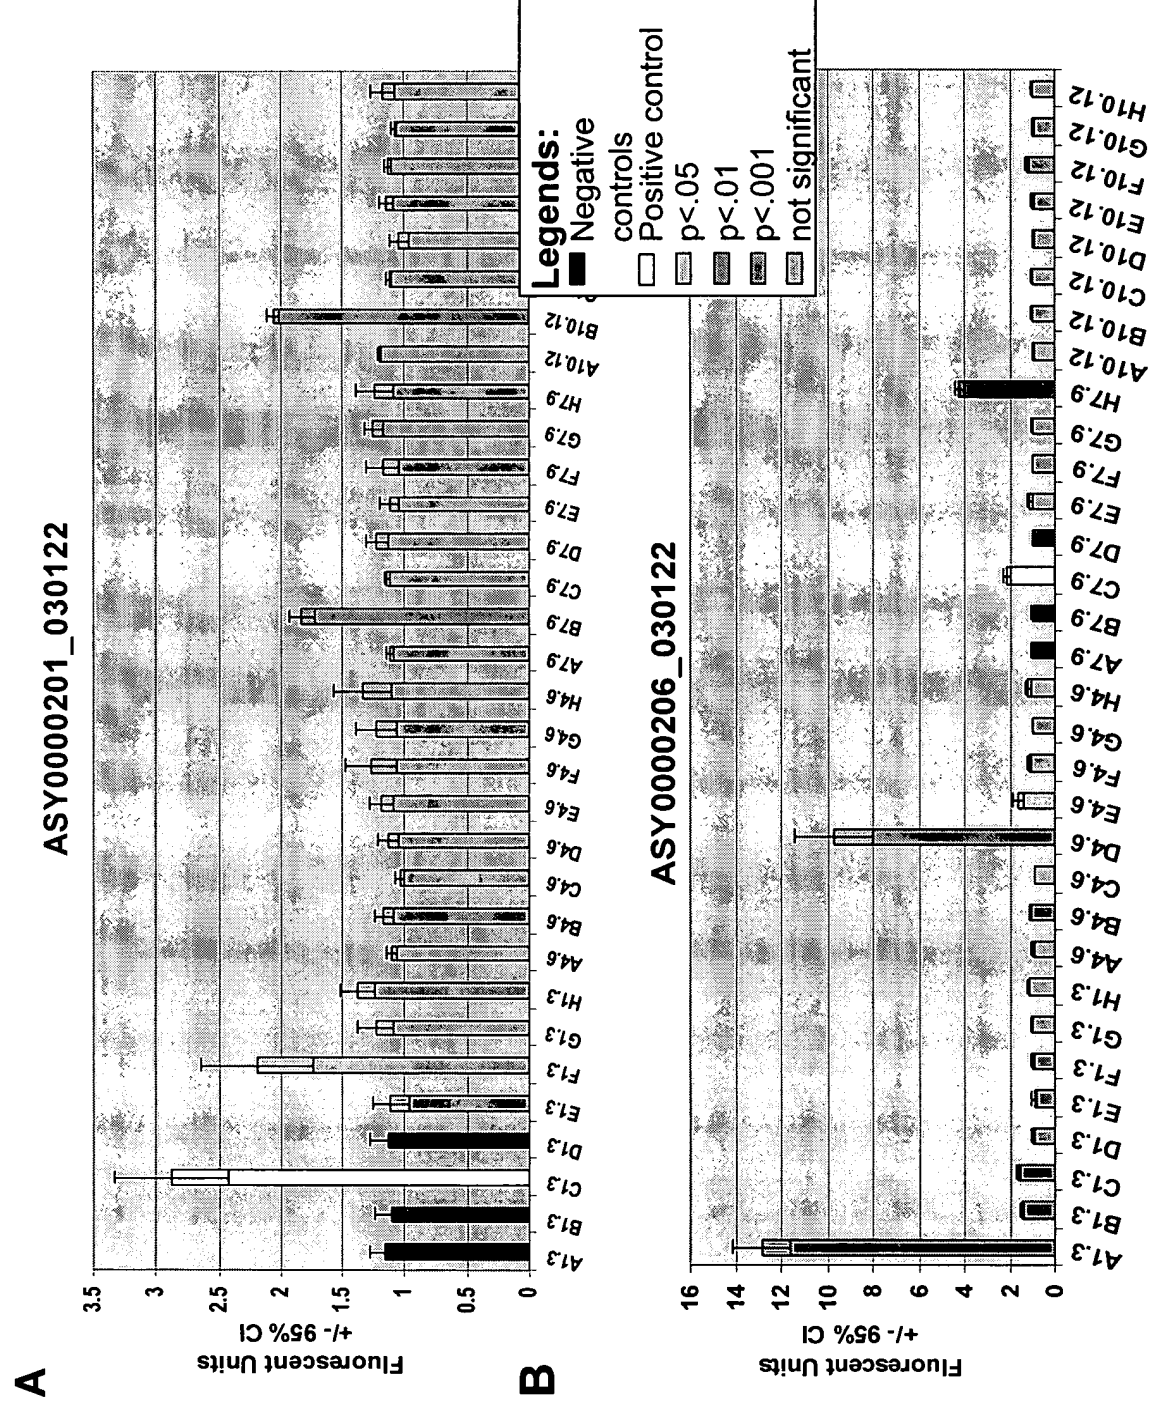 A
ASY0000201_030122
Fluorescent Units
+/- 95% CI
3.5
3
2.5
2
1.5
1
0.5
0
A1.3
B1.3
C1.3
D1.3
E1.3
F1.3
G1.3
H1.3
A4.6
B4.6
C4.6
D4.6
E4.6
F4.6
G4.6
H4.6
A7.9
B7.9
C7.9
D7.9
E7.9
F7.9
G7.9
H7.9
A10.12
B10.12
Legends:
Negative
controls
Positive control
p<.05
p<.01
p<.001
not significant
B
ASY0000206_030122
Fluorescent Units
+/- 95% CI
16
14
12
10
8
6
4
2
0
A1.3
B1.3
C1.3
D1.3
E1.3
F1.3
G1.3
H1.3
A4.6
B4.6
C4.6
D4.6
E4.6
F4.6
G4.6
H4.6
A7.9
B7.9
C7.9
D7.9
E7.9
F7.9
G7.9
H7.9
A10.12
B10.12
C10.12
D10.12
E10.12
F10.12
G10.12
H10.12